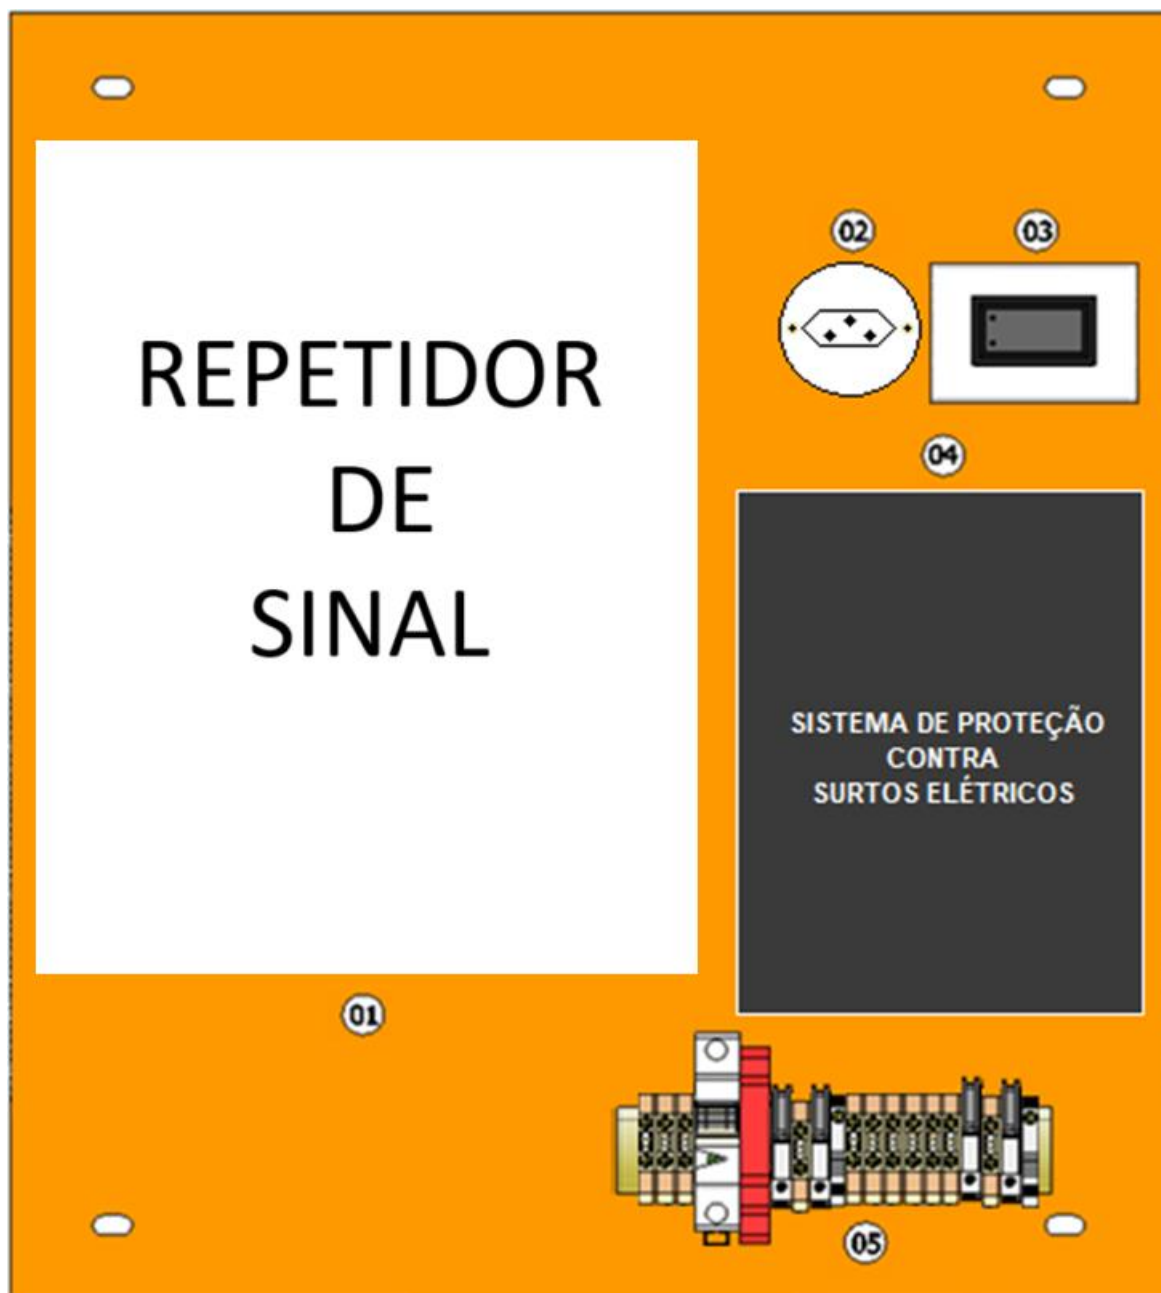 02
03
REPETIDOR
DE
SINAL
04
SISTEMA DE PROTEÇÃO
CONTRA
SURTOS ELÉTRICOS
01
05